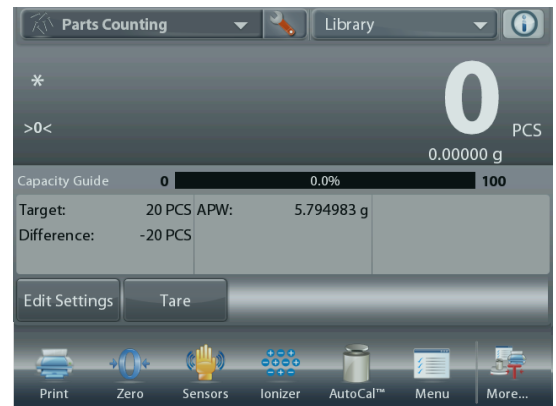 Parts Counting
Library
*
>0<
0 PCS
0.00000 g
Capacity Guide 0 0.0% 100
Target: 20 PCS APW: 5.794983 g
Difference: -20 PCS
Edit Settings Tare
Print Zero Sensors Ionizer AutoCal™ Menu More...